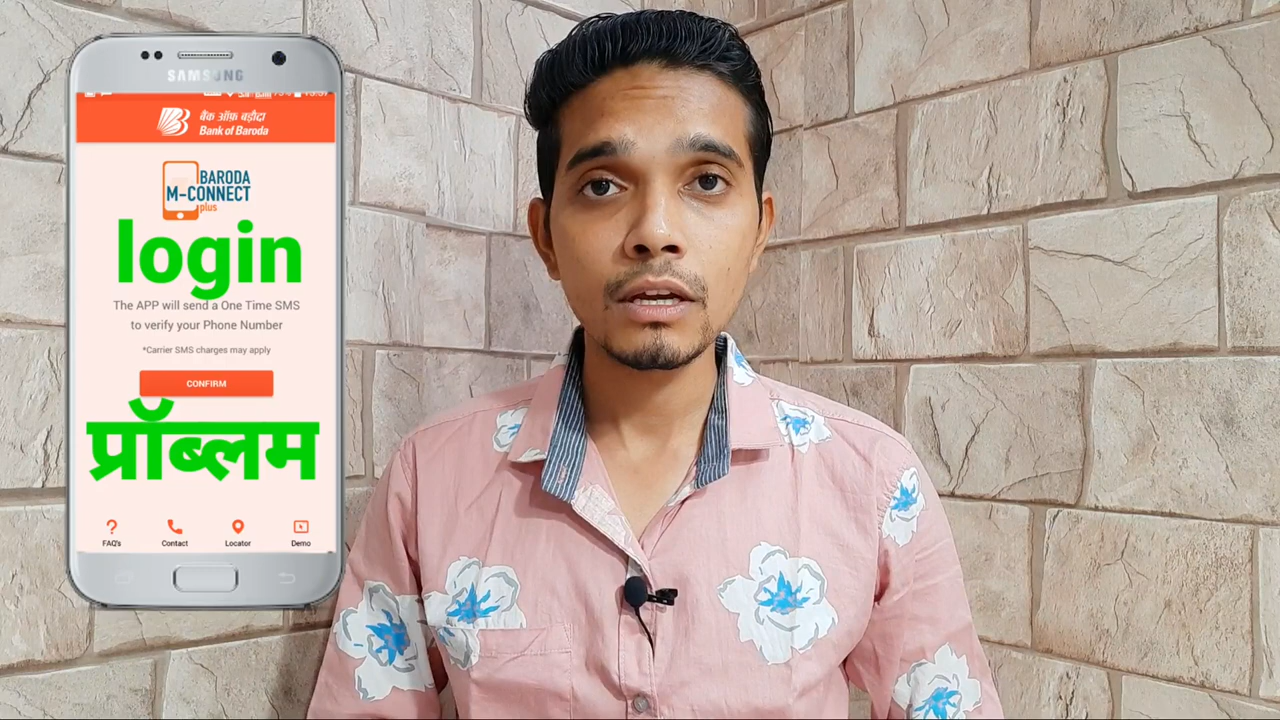 SAMSUNG
बैंक ऑफ़ बड़ौदा
Bank of Baroda
BARODA
M-CONNECT
plus
login
The APP will send a One Time SMS
to verify your Phone Number
*Carrier SMS charges may apply
CONFIRM
प्रॉब्लम
FAQ's Contact Locator Demo